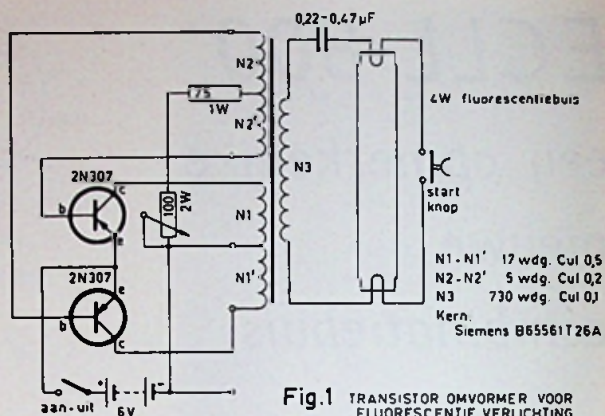 0,22-0,47µF
N2
75
1W
N2'
4W fluorescentiebuis
N3
2N307
c
b
e
100
2W
N1
start
knop
2N307
e
b
c
N1'
N1-N1' 17 wdg. Cul 0,5
N2-N2' 5 wdg. Cul 0,2
N3 730 wdg. Cul 0,1
Kern:
Siemens B65561T26A
+ -
aan-uit
6V
Fig.1 TRANSISTOR OMVORMER VOOR
FLUORESCENTIE VERLICHTING